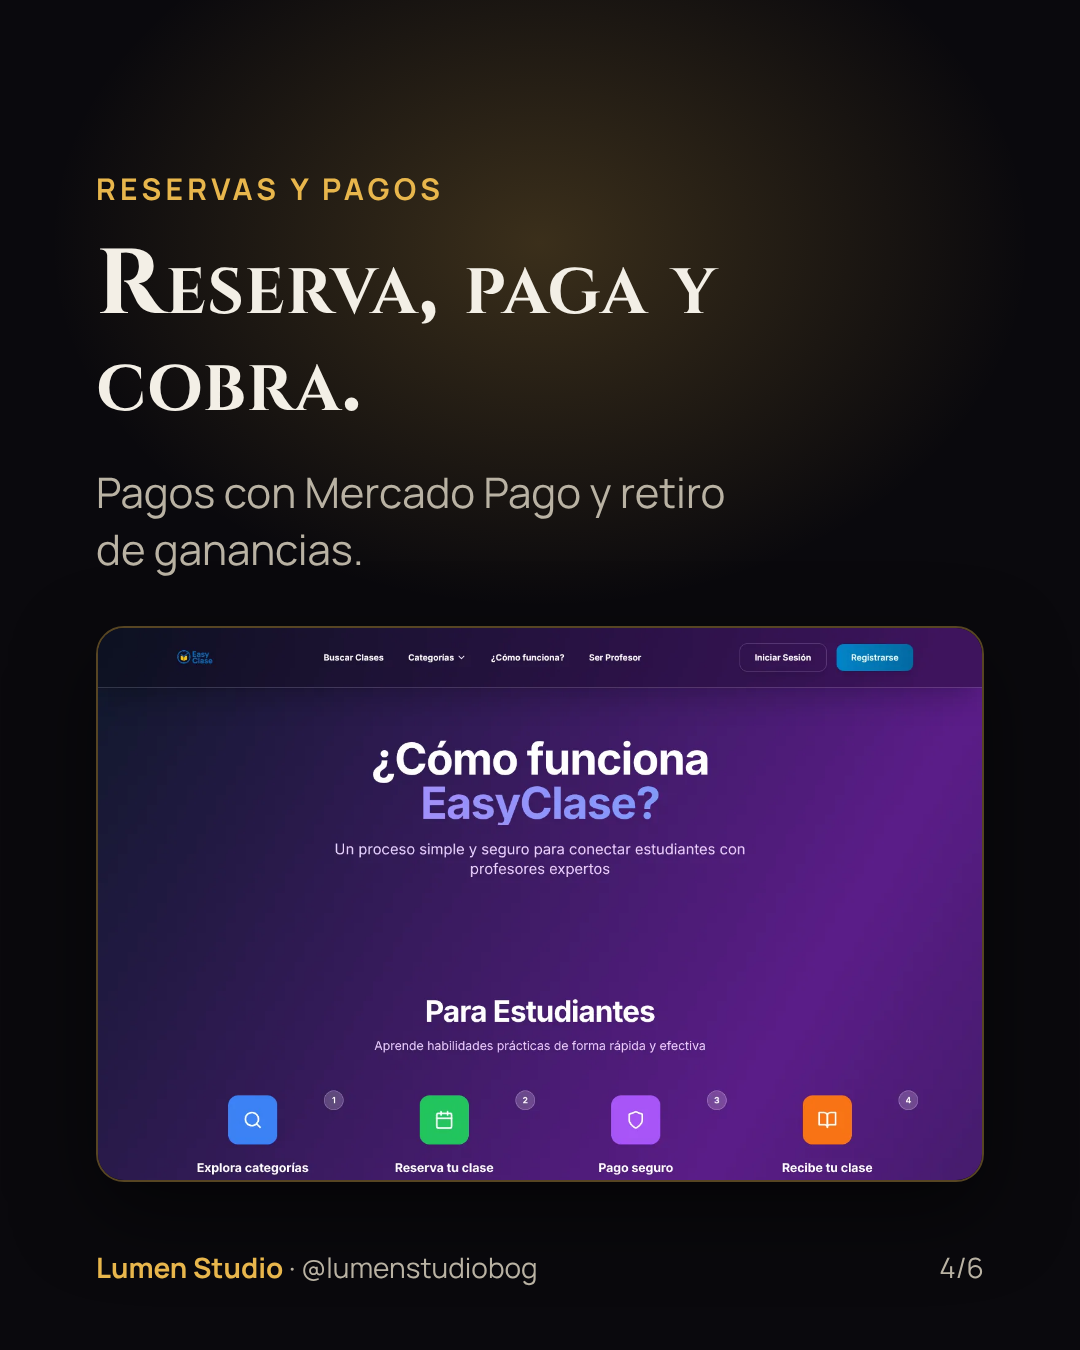 RESERVAS Y PAGOS
Reserva, paga y
cobra.
Pagos con Mercado Pago y retiro
de ganancias.
Easy
Clase
Buscar Clases
Categorías
¿Cómo funciona?
Ser Profesor
Iniciar Sesión
Registrarse
¿Cómo funciona
EasyClase?
Un proceso simple y seguro para conectar estudiantes con
profesores expertos
Para Estudiantes
Aprende habilidades prácticas de forma rápida y efectiva
1
2
3
4
Explora categorías
Reserva tu clase
Pago seguro
Recibe tu clase
Lumen Studio · @lumenstudiobog
4/6